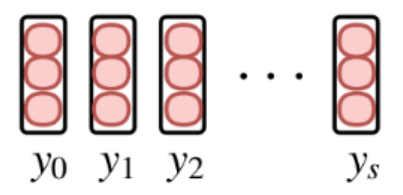 . . .
y0 y1 y2 ys